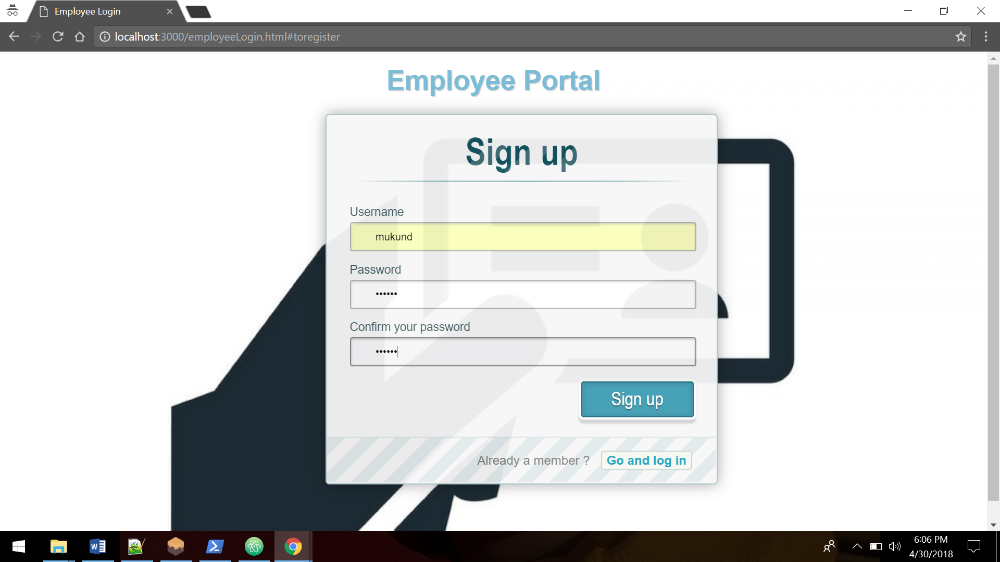 Employee Login
localhost:3000/employeeLogin.html#toregister
Employee Portal
Sign up
Username
mukund
Password
••••••
Confirm your password
••••••
Sign up
Already a member ? Go and log in
6:06 PM
4/30/2018